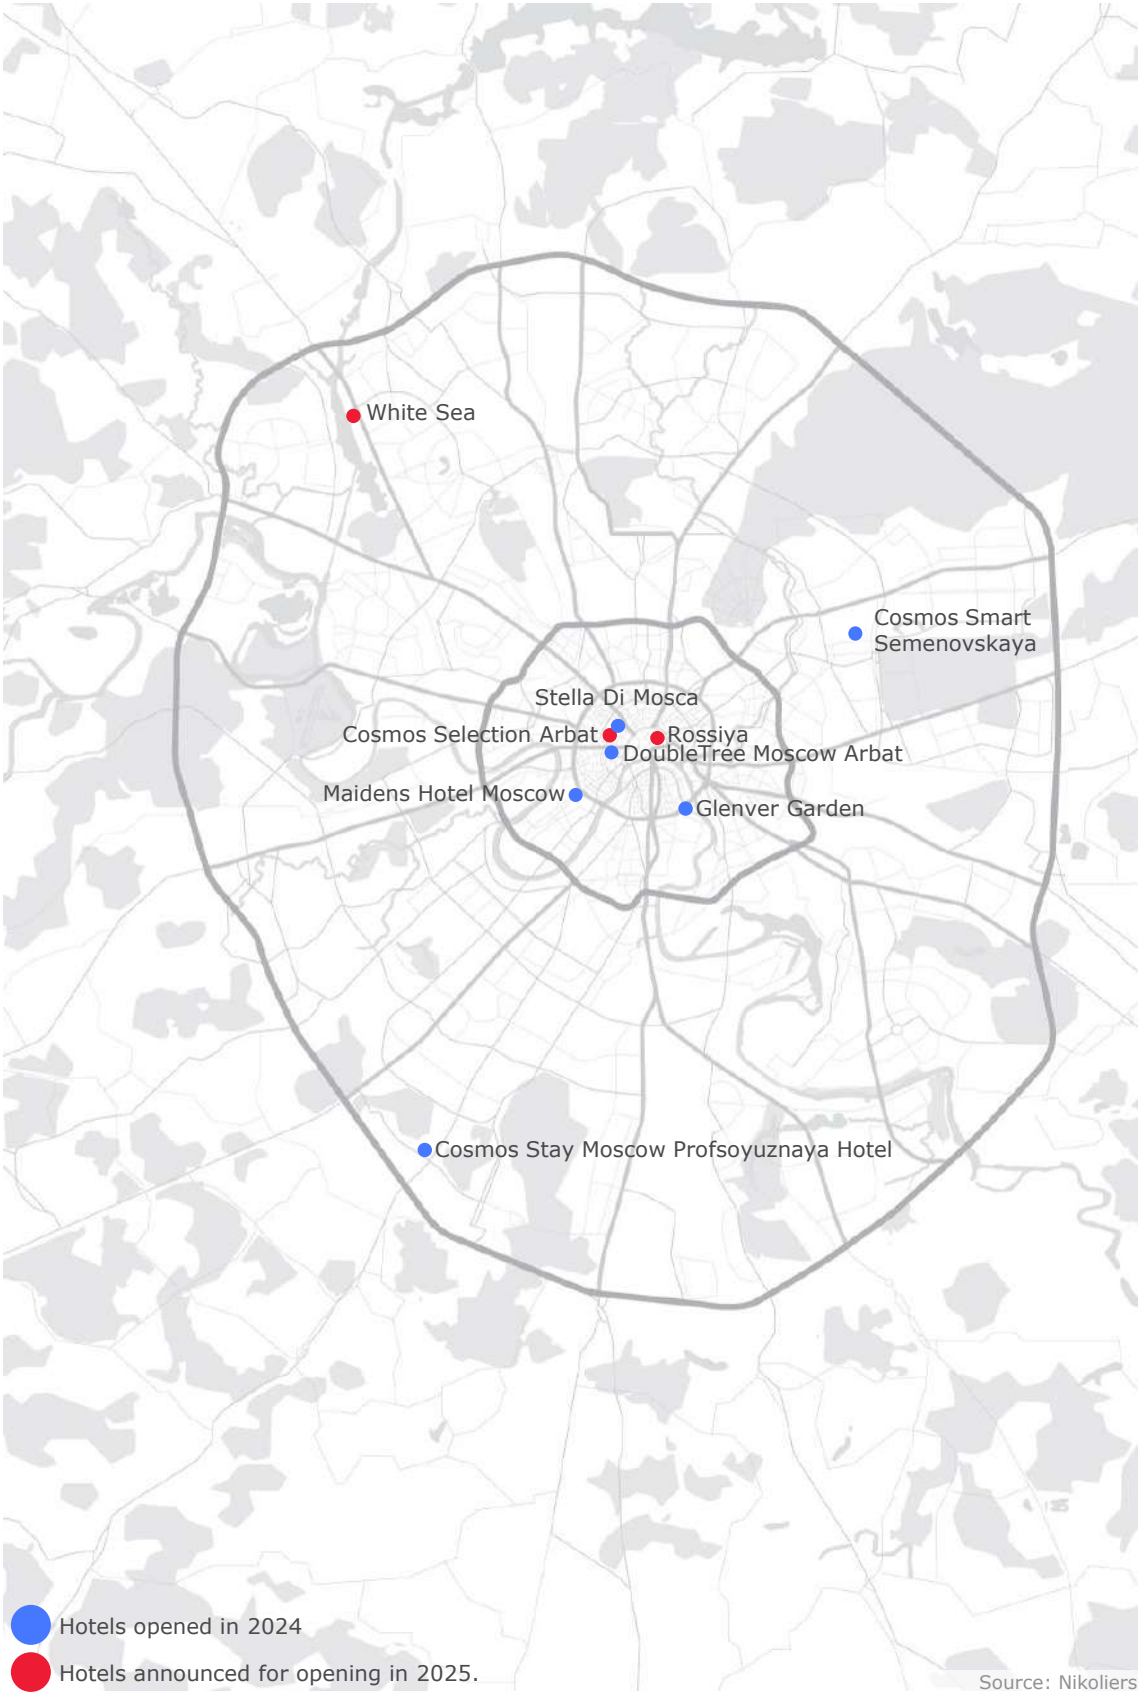 White Sea
Cosmos Smart
Semenovskaya
Stella Di Mosca
Cosmos Selection Arbat
Rossiya
DoubleTree Moscow Arbat
Maidens Hotel Moscow
Glenver Garden
Cosmos Stay Moscow Profsoyuznaya Hotel
Hotels opened in 2024
Hotels announced for opening in 2025.
Source: Nikoliers